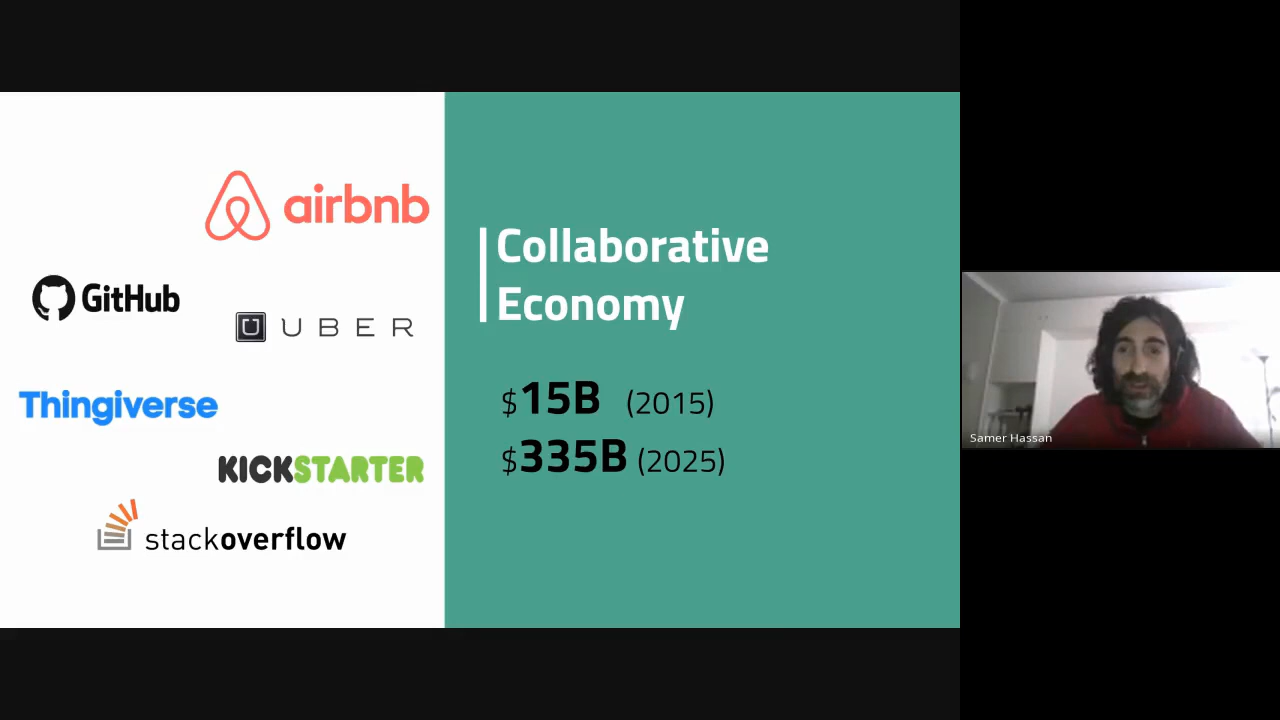 airbnb
GitHub
UBER
Thingiverse
KICKSTARTER
stackoverflow
Collaborative
Economy
$15B (2015)
$335B (2025)
Samer Hassan